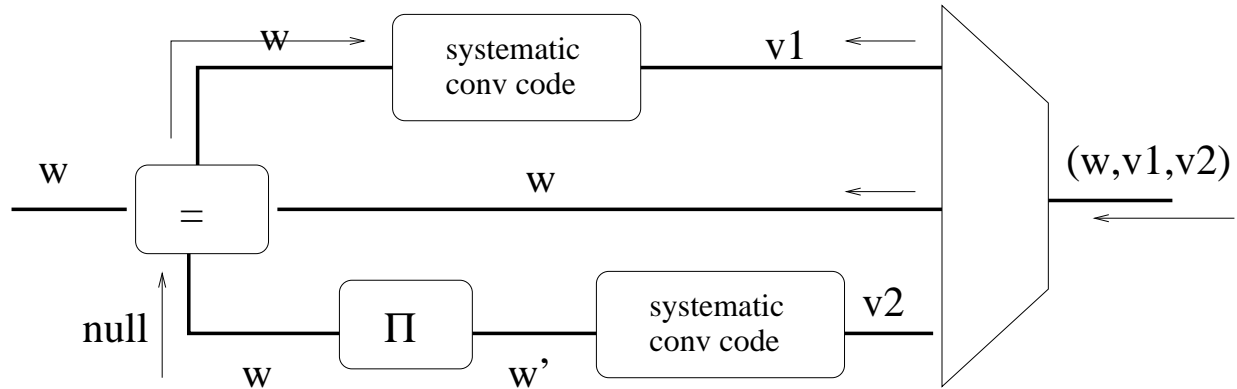 w
systematic
conv code
v1
w
=
w
(w,v1,v2)
null
w
Π
w'
systematic
conv code
v2